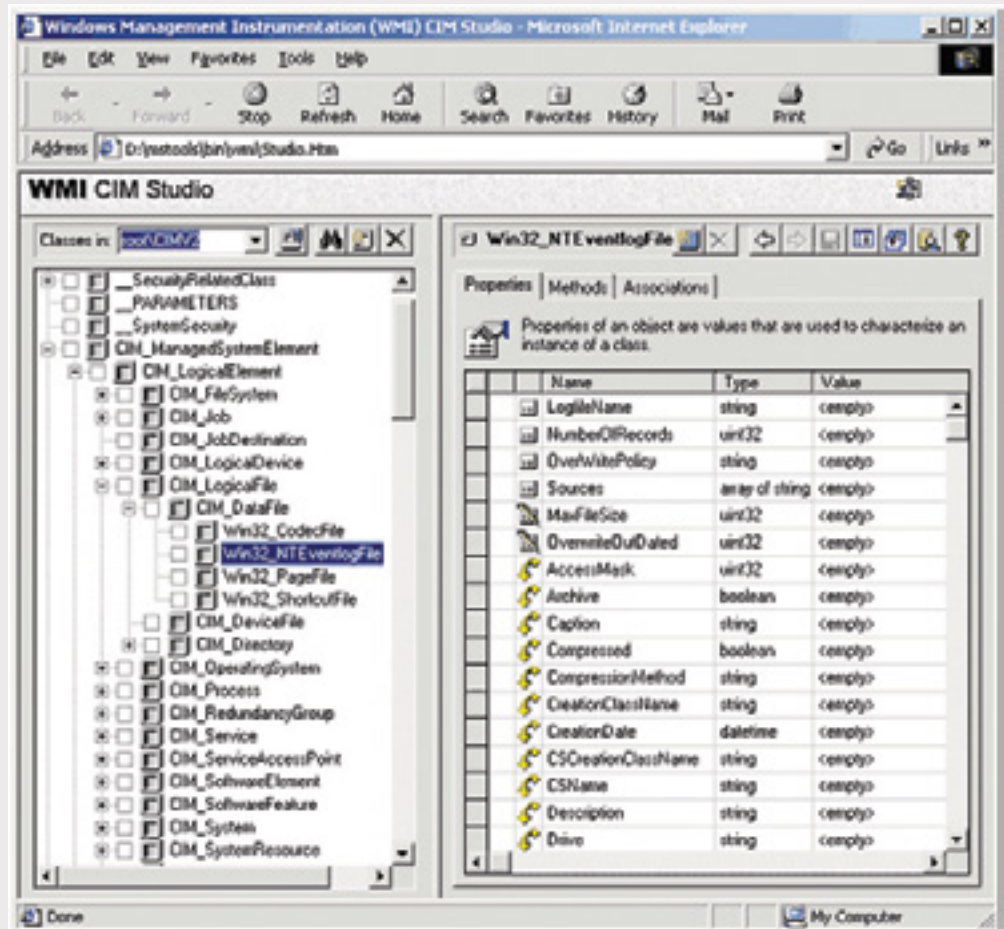 Windows Management Instrumentation (WMI) CIM Studio - Microsoft Internet Explorer
File Edit View Favorites Tools Help
Back Forward Stop Refresh Home Search Favorites History Mail Print
Address D:\mstools\bin\wmi\Studio.Htm Go Links »
WMI CIM Studio
Classes in: root\CIMV2
__SecurityRelatedClass
__PARAMETERS
__SystemSecurity
CIM_ManagedSystemElement
CIM_LogicalElement
CIM_FileSystem
CIM_Job
CIM_JobDestination
CIM_LogicalDevice
CIM_LogicalFile
CIM_DataFile
Win32_CodecFile
Win32_NTEventlogFile
Win32_PageFile
Win32_ShortcutFile
CIM_DeviceFile
CIM_Directory
CIM_OperatingSystem
CIM_Process
CIM_RedundancyGroup
CIM_Service
CIM_ServiceAccessPoint
CIM_SoftwareElement
CIM_SoftwareFeature
CIM_System
CIM_SystemResource
Win32_NTEventlogFile
Properties Methods Associations
Properties of an object are values that are used to characterize an
instance of a class.
Name Type Value
LogfileName string <empty>
NumberOfRecords uint32 <empty>
OverWritePolicy string <empty>
Sources array of string <empty>
MaxFileSize uint32 <empty>
OverwriteOutDated uint32 <empty>
AccessMask uint32 <empty>
Archive boolean <empty>
Caption string <empty>
Compressed boolean <empty>
CompressionMethod string <empty>
CreationClassName string <empty>
CreationDate datetime <empty>
CSCreationClassName string <empty>
CSName string <empty>
Description string <empty>
Drive string <empty>
Done My Computer